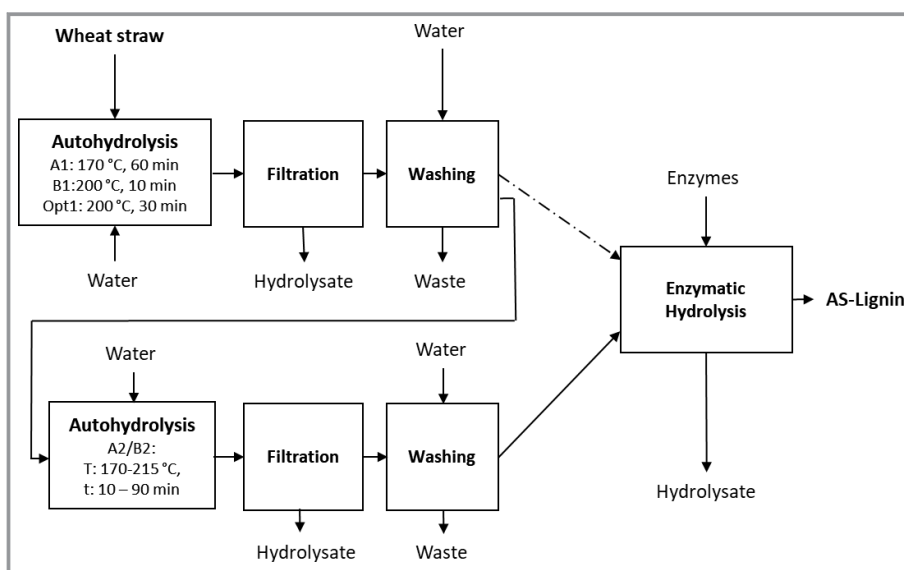 Wheat straw
Water
Autohydrolysis
A1: 170 °C, 60 min
B1:200 °C, 10 min
Opt1: 200 °C, 30 min
Filtration
Washing
Enzymes
Water
Hydrolysate
Waste
Enzymatic
Hydrolysis
AS-Lignin
Water
Water
Autohydrolysis
A2/B2:
T: 170-215 °C,
t: 10 – 90 min
Filtration
Washing
Hydrolysate
Hydrolysate
Waste